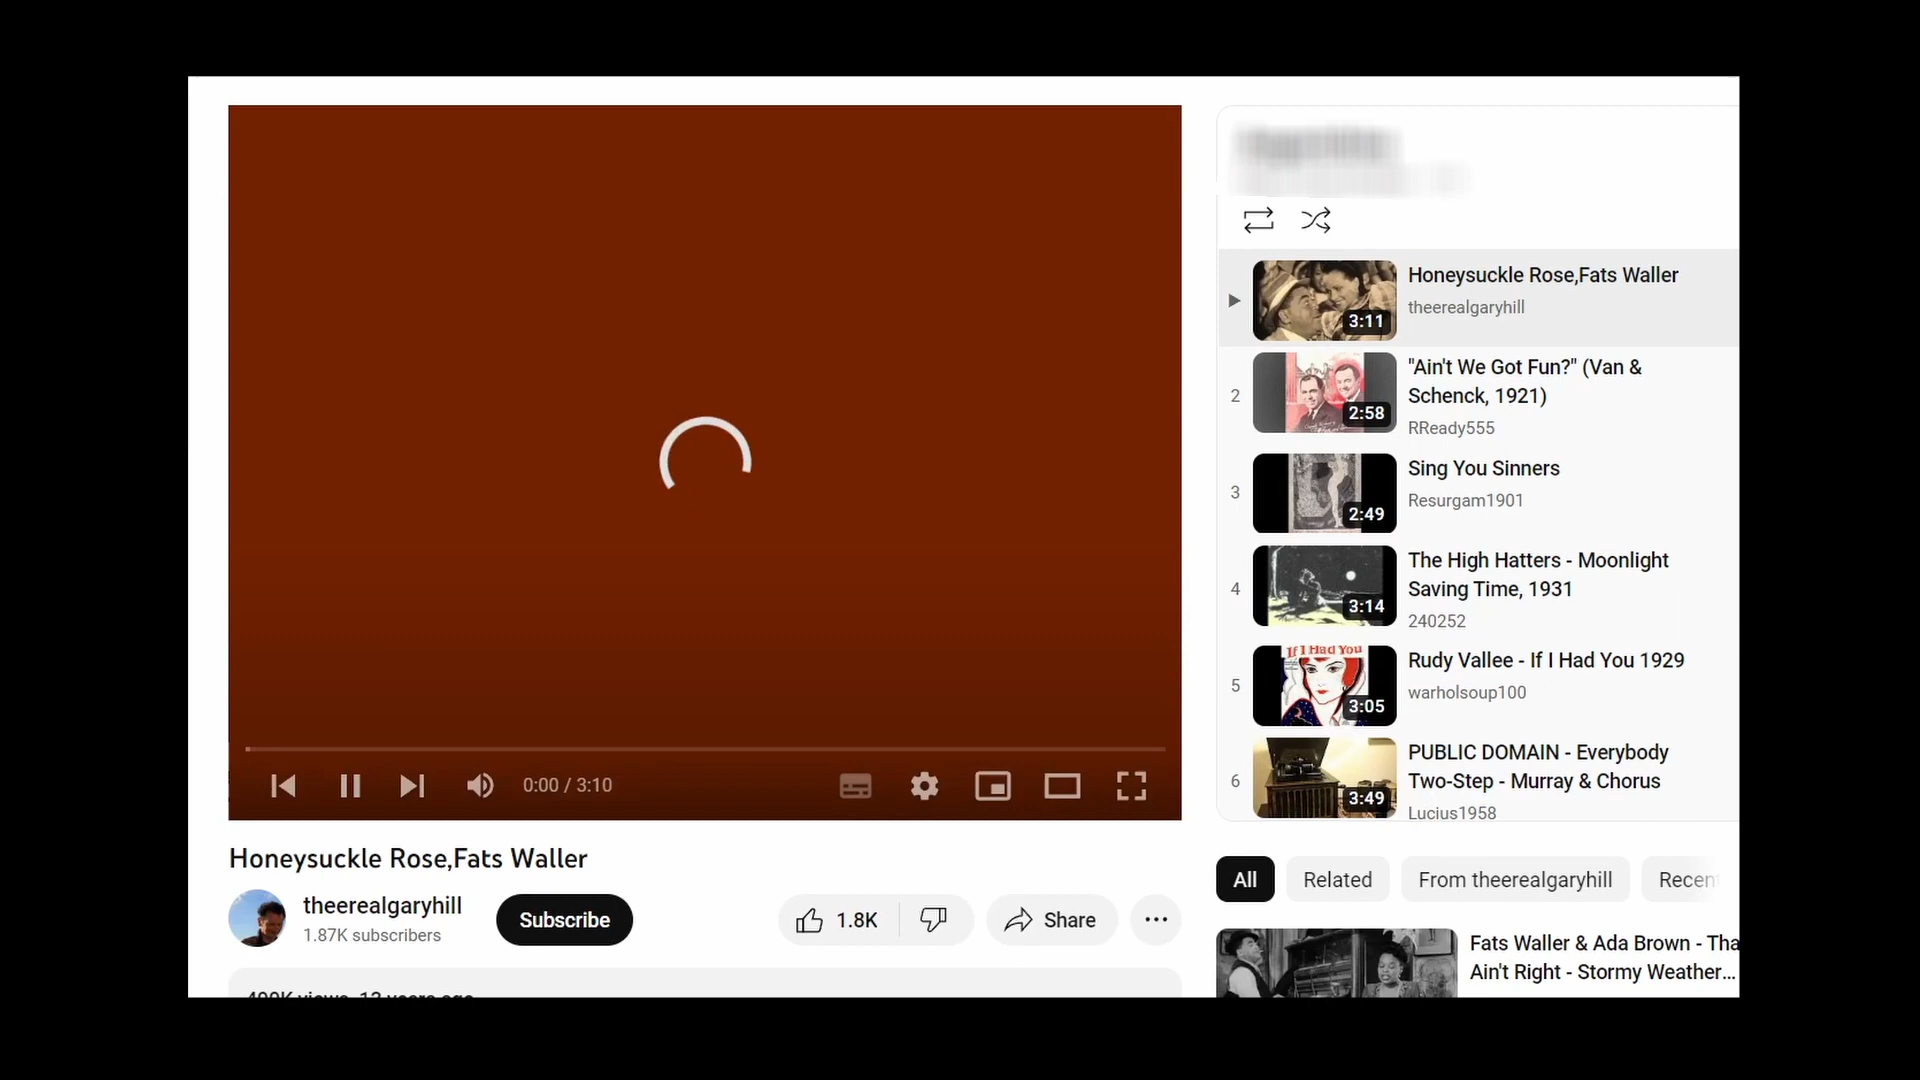 0:00 / 3:10
Honeysuckle Rose,Fats Waller
theerealgaryhill
1.87K subscribers
Subscribe
1.8K
Share
3:11
Honeysuckle Rose,Fats Waller
theerealgaryhill
2
2:58
"Ain't We Got Fun?" (Van &
Schenck, 1921)
RReady555
3
2:49
Sing You Sinners
Resurgam1901
4
3:14
The High Hatters - Moonlight
Saving Time, 1931
240252
5
If I Had You
3:05
Rudy Vallee - If I Had You 1929
warholsoup100
6
3:49
PUBLIC DOMAIN - Everybody
Two-Step - Murray & Chorus
Lucius1958
All
Related
From theerealgaryhill
Recen
Fats Waller & Ada Brown - Tha
Ain't Right - Stormy Weather...